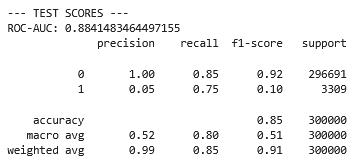 --- TEST SCORES ---
ROC-AUC: 0.8841483464497155
precision recall f1-score support
0 1.00 0.85 0.92 296691
1 0.05 0.75 0.10 3309
accuracy 0.85 300000
macro avg 0.52 0.80 0.51 300000
weighted avg 0.99 0.85 0.91 300000